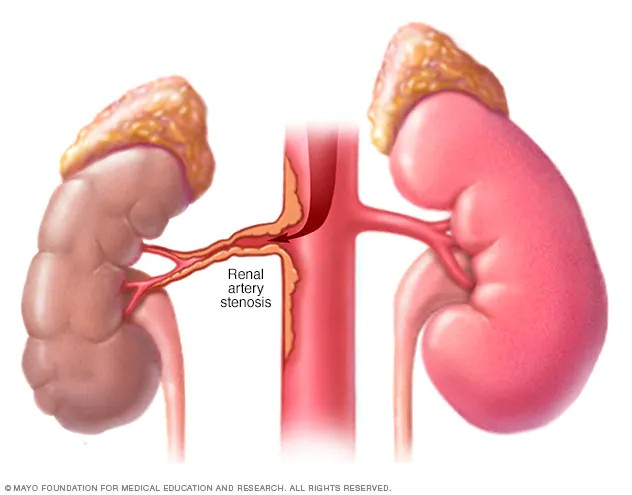 Renal
artery
stenosis
© MAYO FOUNDATION FOR MEDICAL EDUCATION AND RESEARCH. ALL RIGHTS RESERVED.